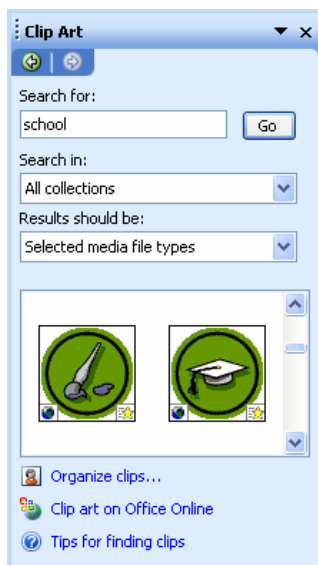 Clip Art
Search for:
school
Go
Search in:
All collections
Results should be:
Selected media file types
Organize clips...
Clip art on Office Online
Tips for finding clips